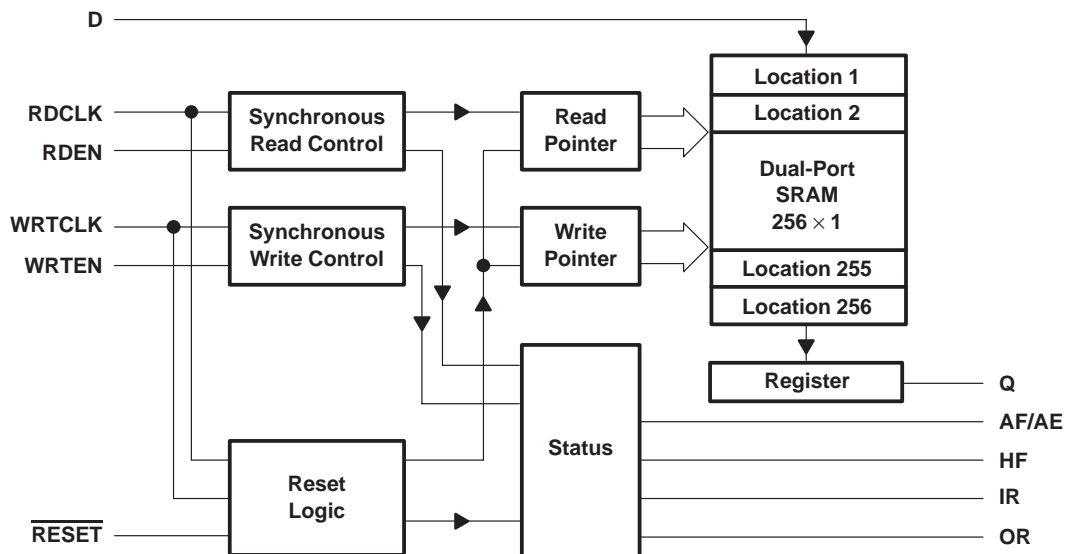 D
Location 1
RDCLK
Synchronous
Read Control
Read
Pointer
Location 2
RDEN
Dual-Port
SRAM
256 × 1
WRTCLK
Synchronous
Write Control
Write
Pointer
WRTEN
Location 255
Location 256
Register
Q
AF/AE
Status
HF
Reset
Logic
IR
RESET
OR